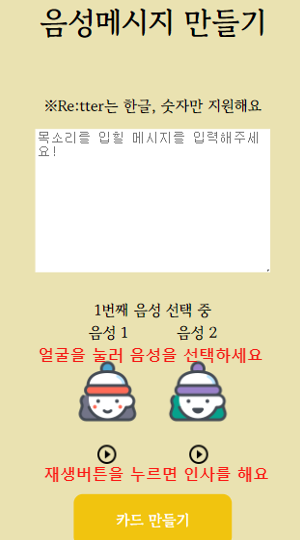 음성메시지 만들기
※Re:tter는 한글, 숫자만 지원해요
목소리를 입힐 메시지를 입력해주세
요!
1번째 음성 선택 중
음성 1 음성 2
얼굴을 눌러 음성을 선택하세요
재생버튼을 누르면 인사를 해요
카드 만들기